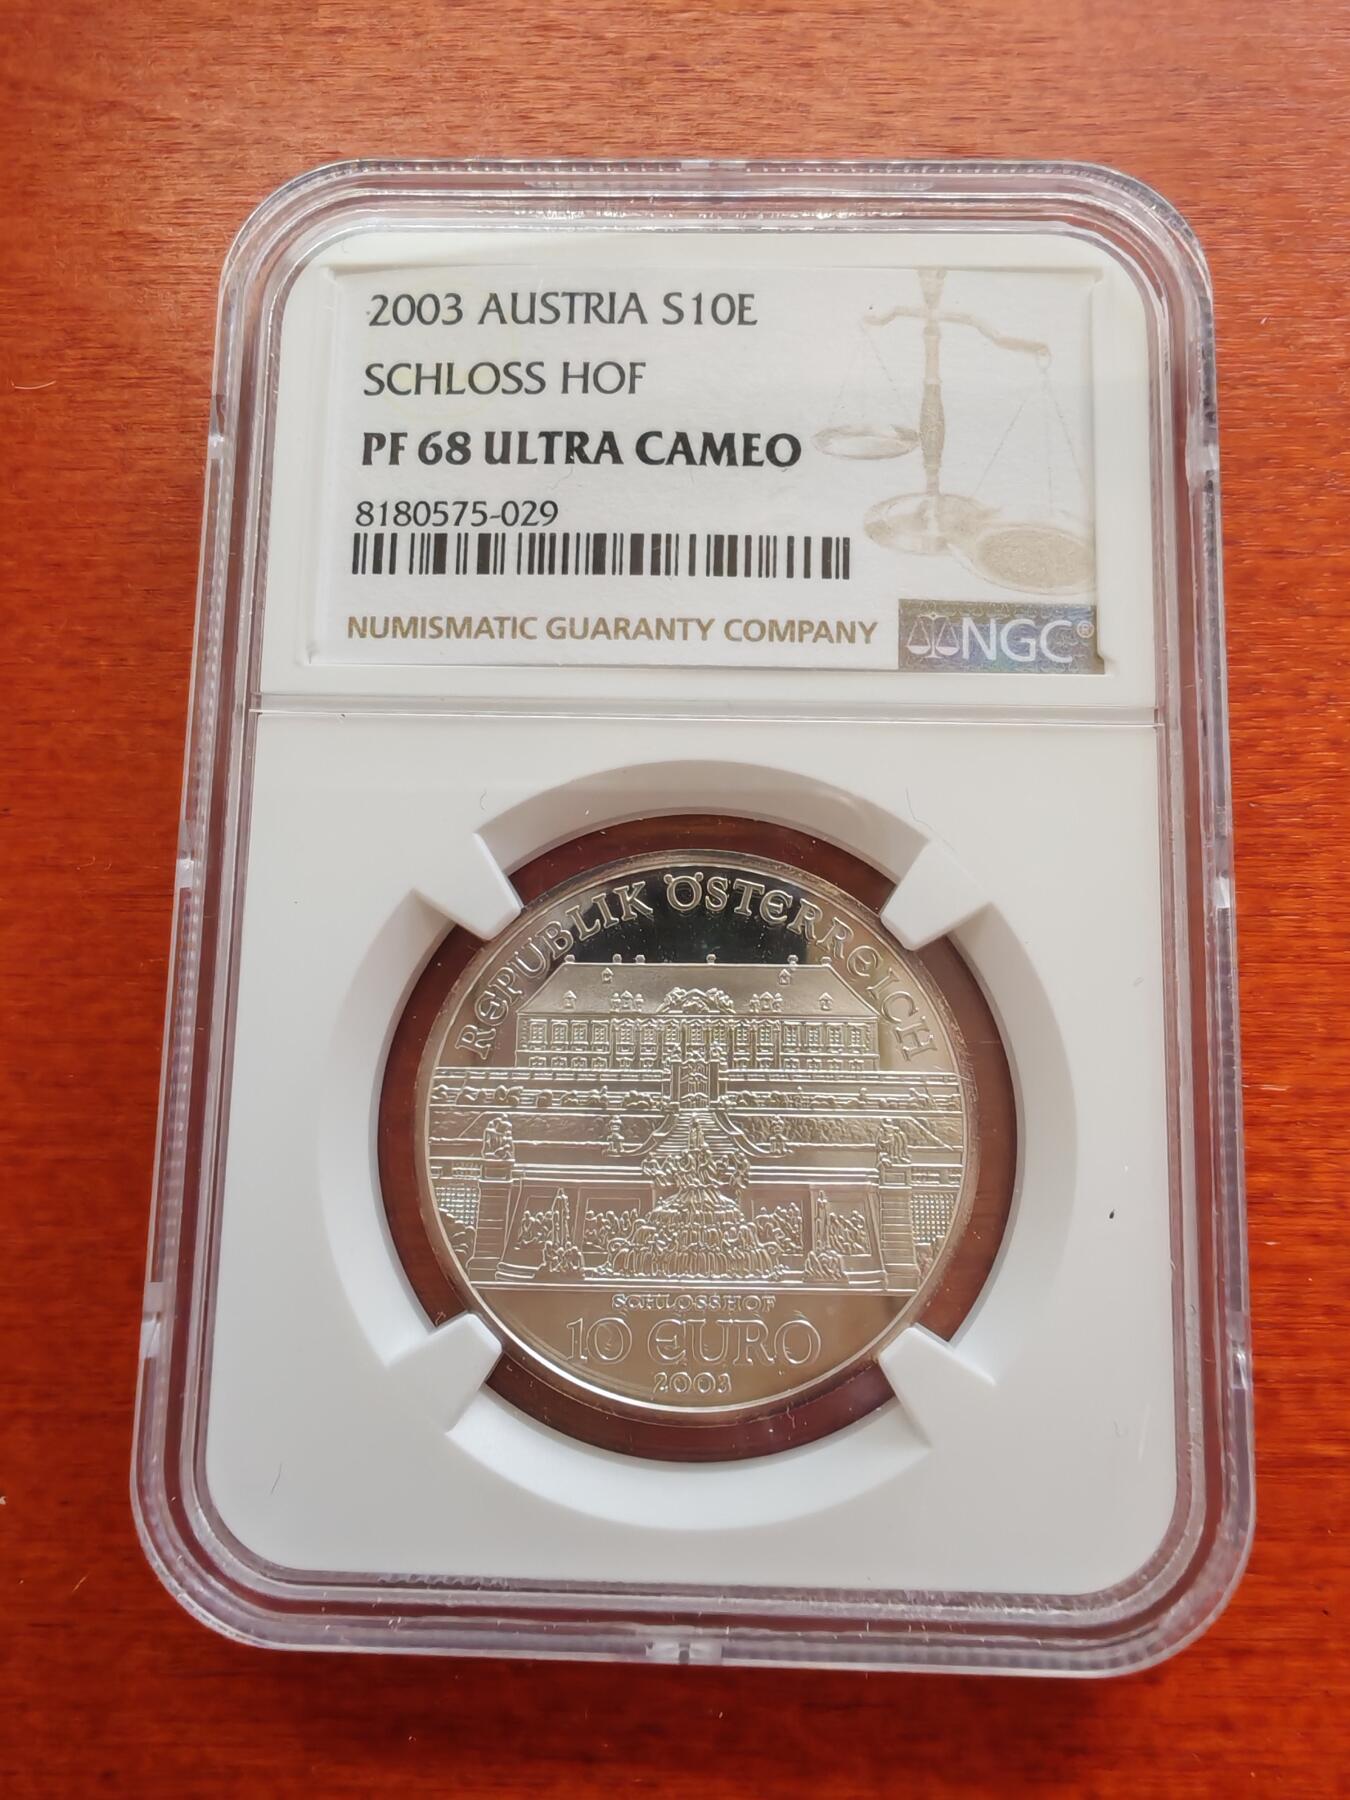 2003 AUSTRIA S10E
SCHLOSS HOF
PF 68 ULTRA CAMEO
8180575-029
NUMISMATIC GUARANTY COMPANY
NGC®
REPUBLIK ÖSTERREICH
SCHLOSSHOF
10 EURO
2003